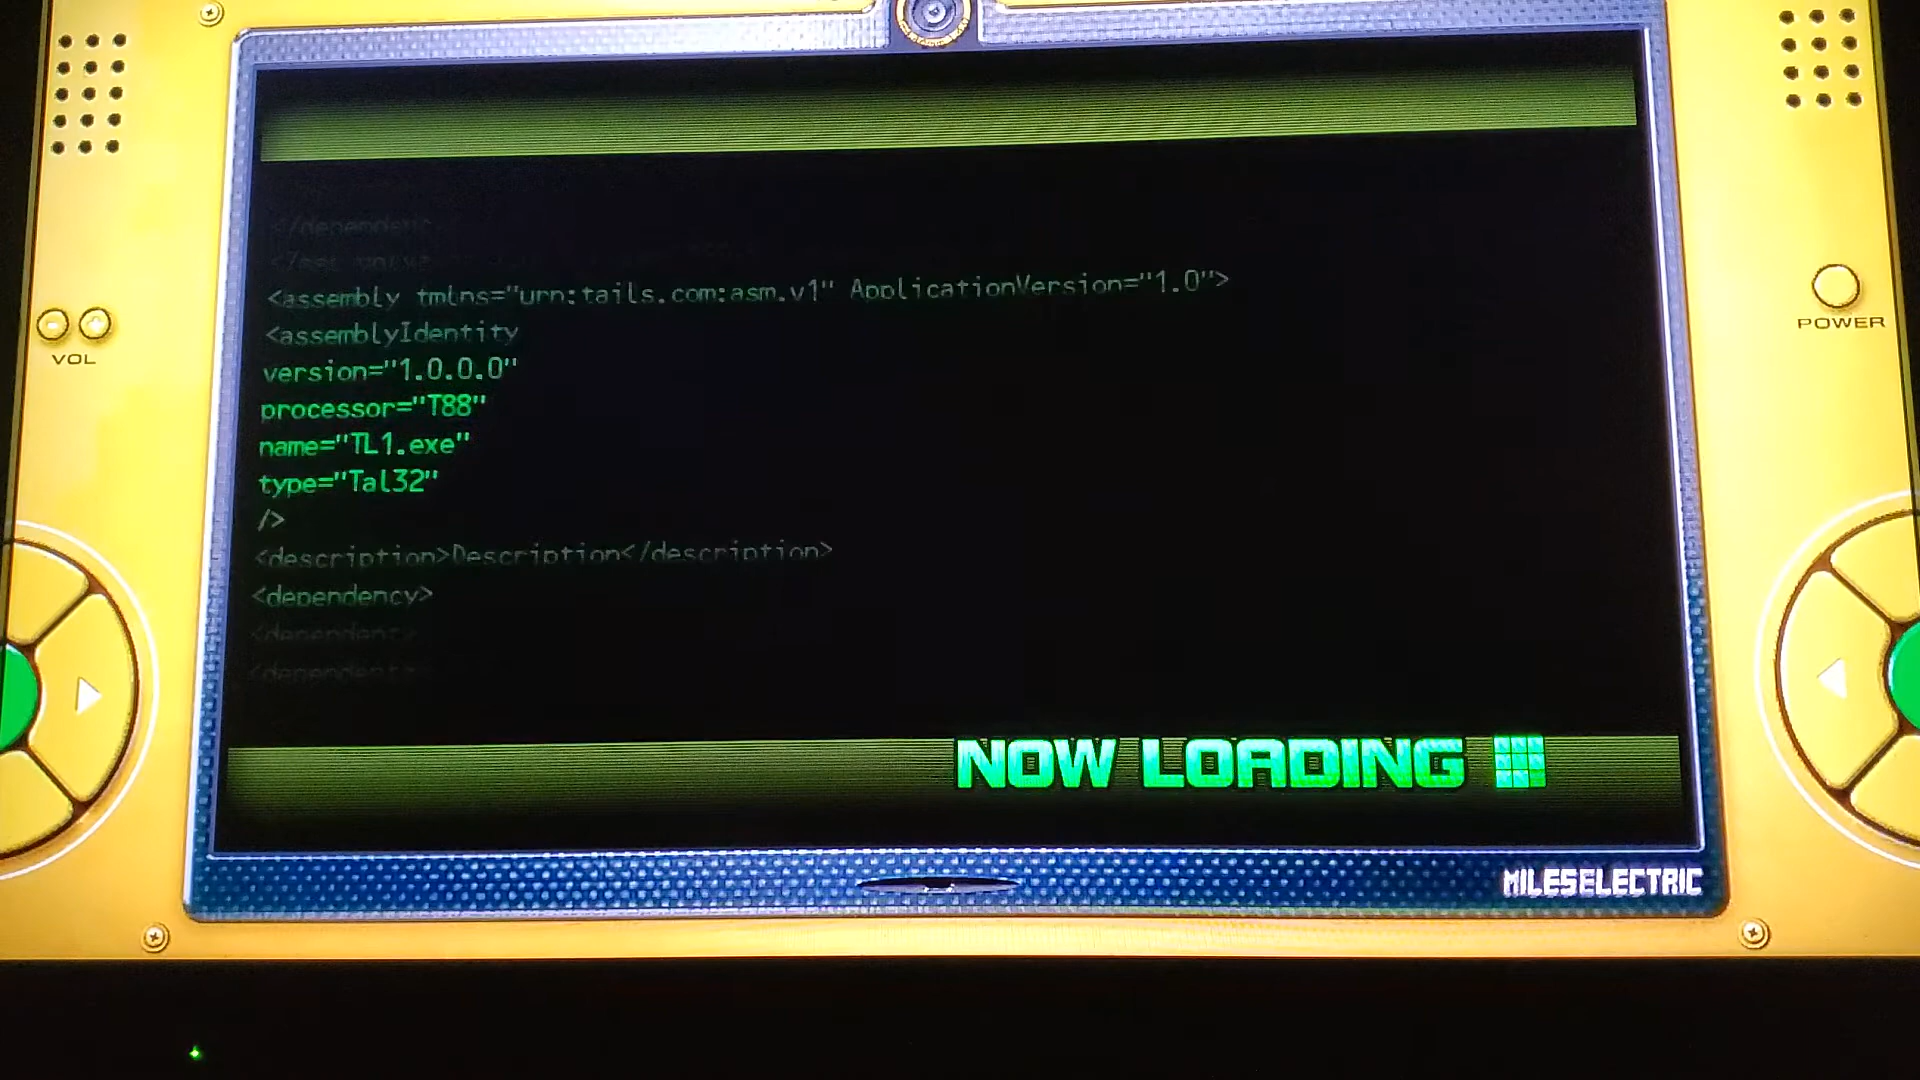 <assembly tmlns="urn:tails.com:asm.v1" ApplicationVersion="1.0">
<assemblyIdentity
version="1.0.0.0"
VOL
POWER
processor="T88"
name="TL1.exe"
type="Tal32"
/>
<description>Description</description>
<dependency>
NOW LOADING
MILESELECTRIC